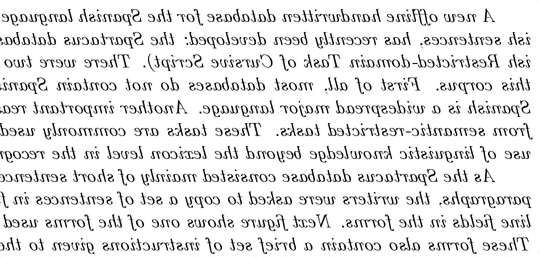 A new offline handwritten database for the Spanish language
ish sentences, has recently been developed: the Spartacus databas
ish Restricted-domain Task of Cursive Script). There were two
this corpus. First of all, most databases do not contain Spani
Spanish is a widespread major language. Another important rea
from semantic-restricted tasks. These tasks are commonly used
use of linguistic knowledge beyond the lexicon level in the recogn
As the Spartacus database consisted mainly of short sentence
paragraphs, the writers were asked to copy a set of sentences in f
line fields in the forms. Next figure shows one of the forms used
These forms also contain a brief set of instructions given to the